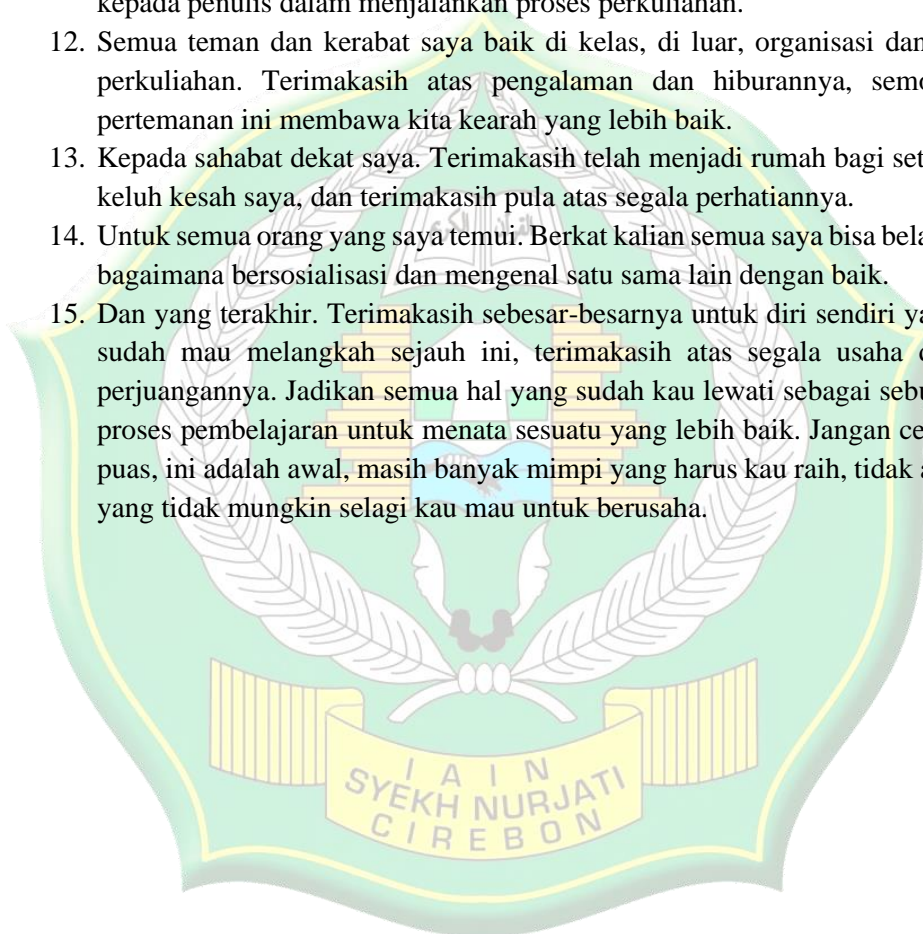 kepada penulis dalam menjalankan proses perkuliahan.
12. Semua teman dan kerabat saya baik di kelas, di luar, organisasi dan
perkuliahan. Terimakasih atas pengalaman dan hiburannya,
pertemanan ini membawa kita kearah yang lebih baik.
13. Kepada sahabat dekat saya. Terimakasih telah menjadi rumah bagi
keluh kesah saya, dan terimakasih pula atas segala perhatiannya.
14. Untuk semua orang yang saya temui. Berkat kalian semua saya bisa
bagaimana bersosialisasi dan mengenal satu sama lain dengan baik.
15. Dan yang terakhir. Terimakasih sebesar-besarnya untuk diri sendiri
sudah mau melangkah sejauh ini, terimakasih atas segala usaha
perjuangannya. Jadikan semua hal yang sudah kau lewati sebagai
proses pembelajaran untuk menata sesuatu yang lebih baik. Jangan
puas, ini adalah awal, masih banyak mimpi yang harus kau raih, tidak
yang tidak mungkin selagi kau mau untuk berusaha.
القرآن الكريم
IAIN
SYEKH NURJATI
CIREBON